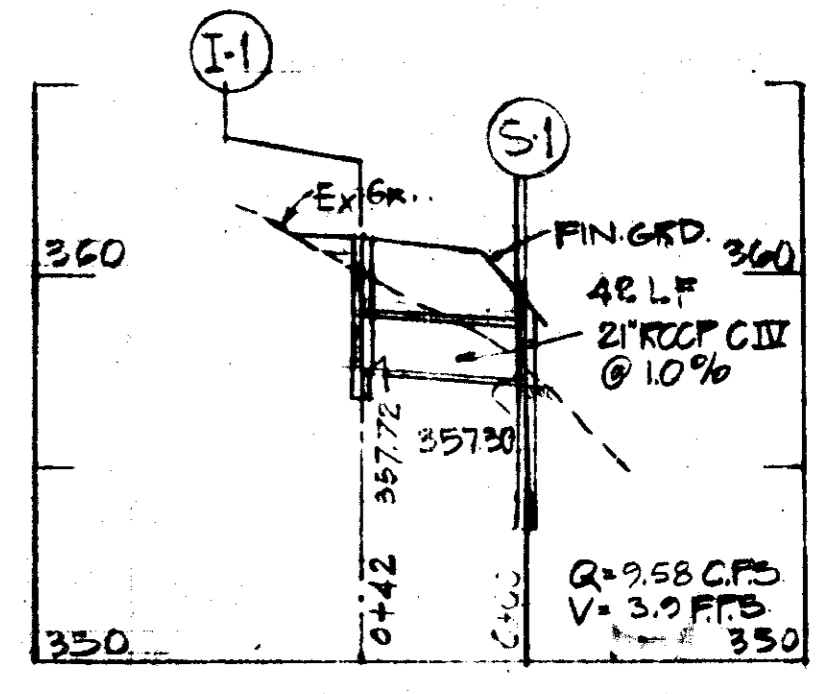 I-1
S-1
Ex GR.
FIN. GRD.
360
360
42 LF
21" RCCP C IV
@ 1.0%
357.72
357.30
0+42
Q= 9.58 C.F.S
V= 3.9 F.P.S.
350
350